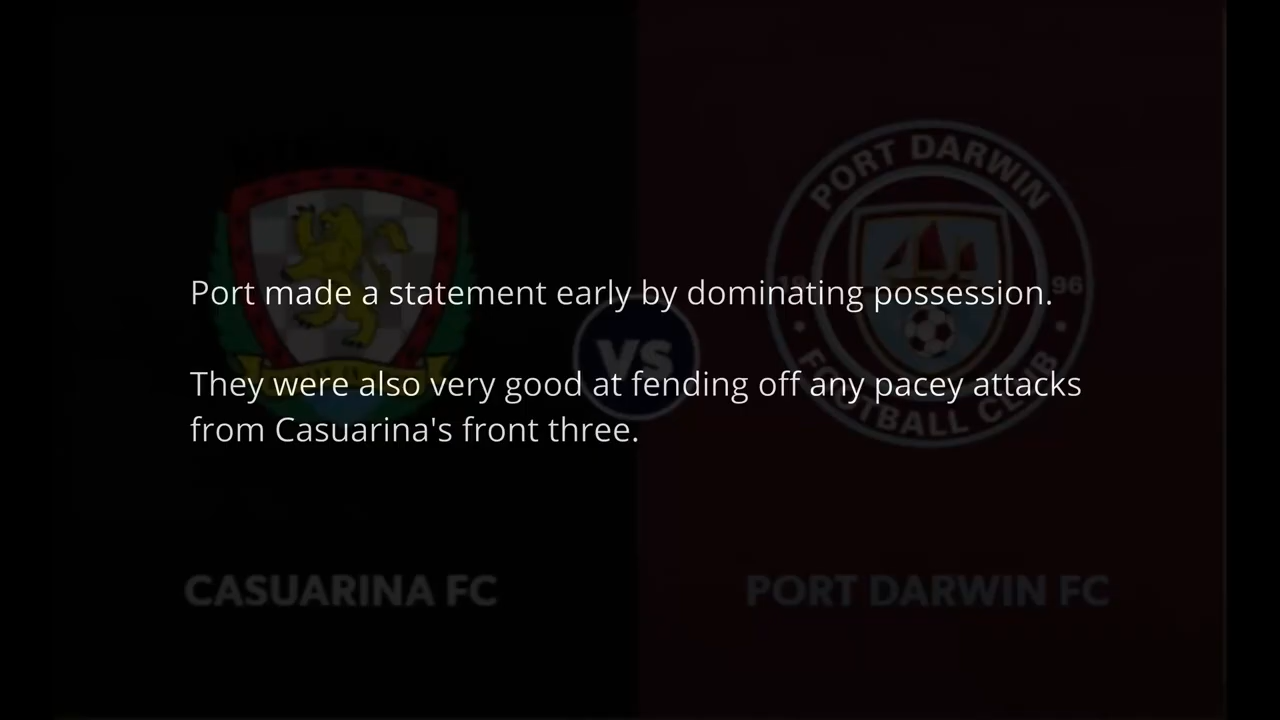 PORT DARWIN
Port made a statement early by dominating possession.
96
VS
They were also very good at fending off any pacey attacks
from Casuarina's front three.
FOOTBALL CLUB
CASUARINA FC
PORT DARWIN FC